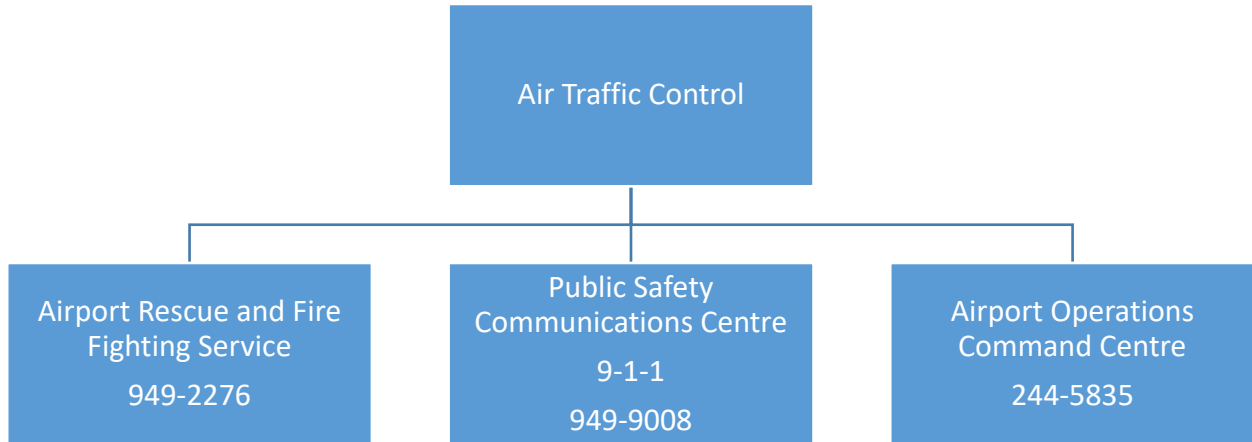 Air Traffic Control
Airport Rescue and Fire
Fighting Service
949-2276
Public Safety
Communications Centre
9-1-1
949-9008
Airport Operations
Command Centre
244-5835